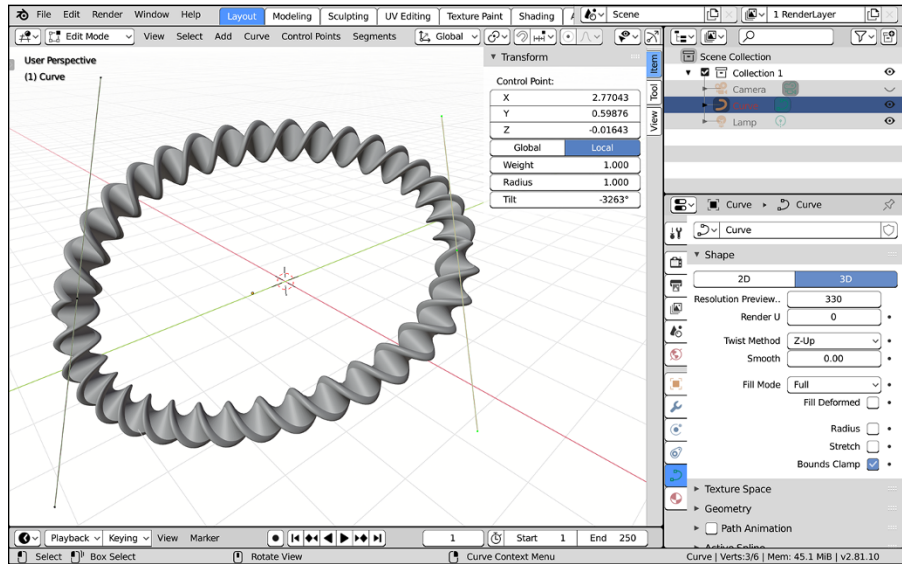 File Edit Render Window Help Layout Modeling Sculpting UV Editing Texture Paint Shading Scene 1 RenderLayer
Edit Mode View Select Add Curve Control Points Segments Global
User Perspective
(1) Curve
Transform
Control Point:
X 2.77043
Y 0.59876
Z -0.01643
Global Local
Weight 1.000
Radius 1.000
Tilt -3263°
Item
Tool
View
Scene Collection
Collection 1
Camera
Curve
Lamp
Curve Curve
Curve
Shape
2D 3D
Resolution Preview.. 330
Render U 0
Twist Method Z-Up
Smooth 0.00
Fill Mode Full
Fill Deformed
Radius
Stretch
Bounds Clamp
Texture Space
Geometry
Path Animation
Active Spline
Playback Keying View Marker 1 Start 1 End 250
Select Box Select Rotate View Curve Context Menu Curve | Verts:3/6 | Mem: 45.1 MiB | v2.81.10